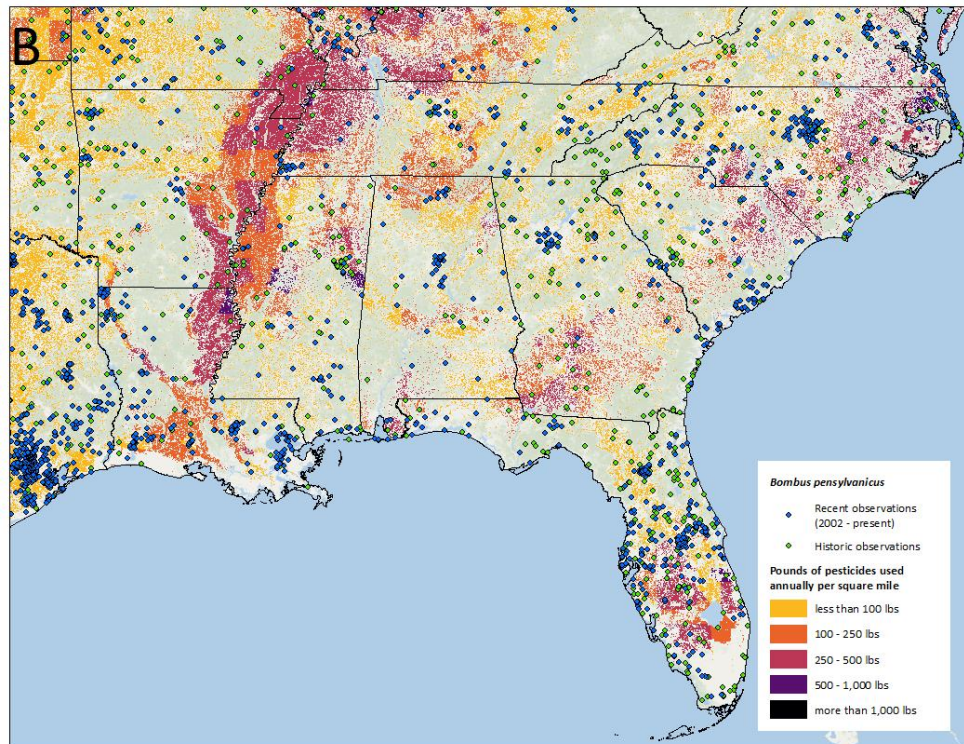 B
Bombus pensylvanicus
Recent observations
(2002 - present)
Historic observations
Pounds of pesticides used
annually per square mile
less than 100 lbs
100 - 250 lbs
250 - 500 lbs
500 - 1,000 lbs
more than 1,000 lbs